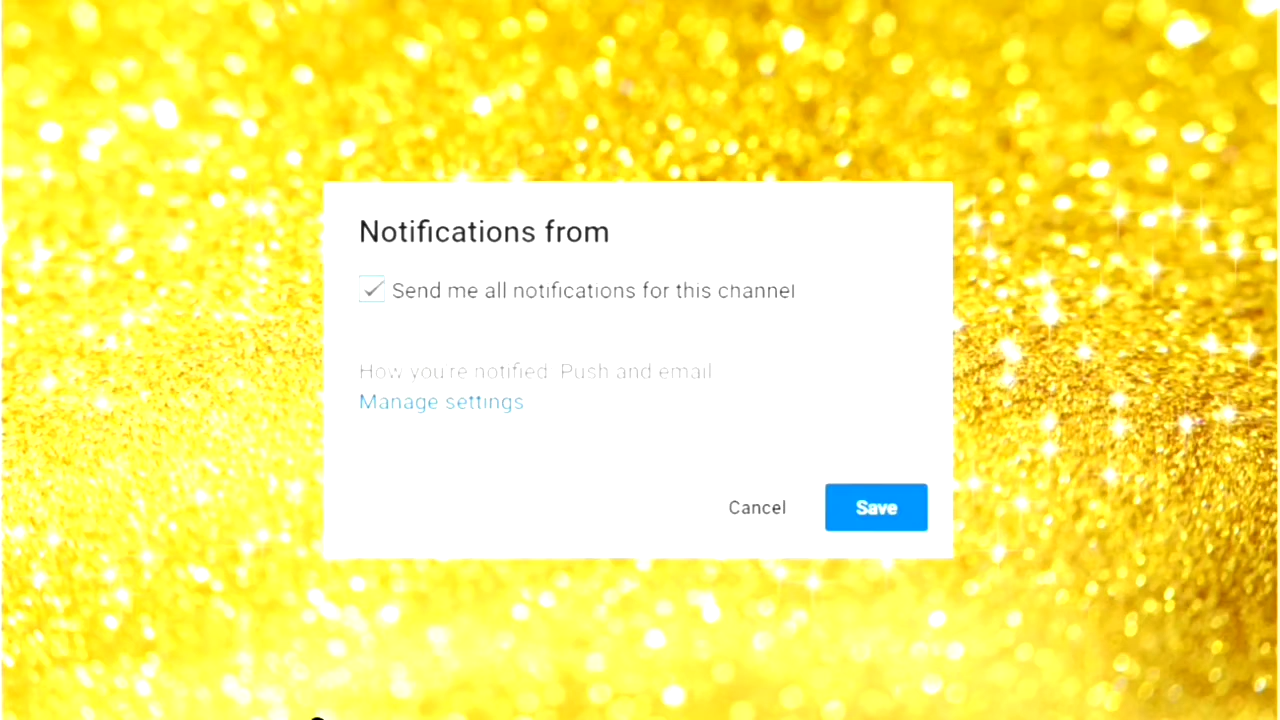 Notifications from
Send me all notifications for this channel
How you're notified: Push and email
Manage settings
Cancel
Save